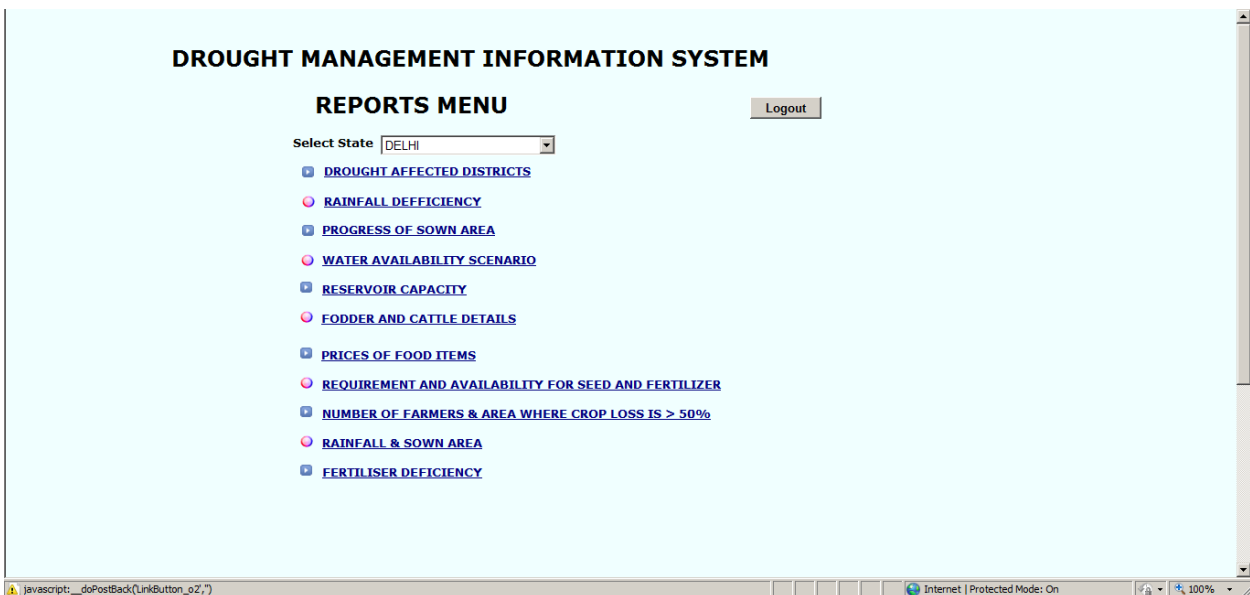 DROUGHT MANAGEMENT INFORMATION SYSTEM
REPORTS MENU
Logout
Select State DELHI
DROUGHT AFFECTED DISTRICTS
RAINFALL DEFFICIENCY
PROGRESS OF SOWN AREA
WATER AVAILABILITY SCENARIO
RESERVOIR CAPACITY
FODDER AND CATTLE DETAILS
PRICES OF FOOD ITEMS
REQUIREMENT AND AVAILABILITY FOR SEED AND FERTILIZER
NUMBER OF FARMERS & AREA WHERE CROP LOSS IS > 50%
RAINFALL & SOWN AREA
FERTILISER DEFICIENCY
javascript:__doPostBack('LinkButton_o2','') Internet | Protected Mode: On 100%